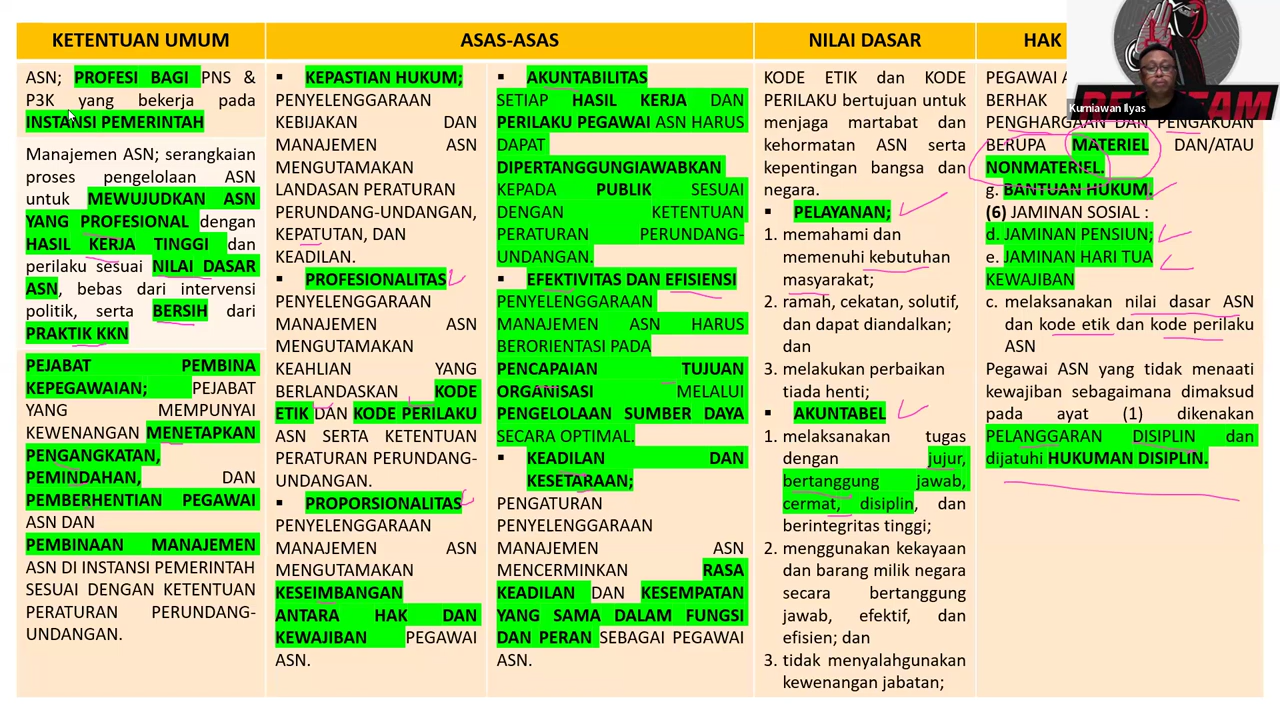 KETENTUAN UMUM
ASN; PROFESI BAGI PNS &
P3K yang bekerja pada
INSTANSI PEMERINTAH
Manajemen ASN; serangkaian
proses pengelolaan ASN
untuk MEWUJUDKAN ASN
YANG PROFESIONAL dengan
HASIL KERJA TINGGI dan
perilaku sesuai NILAI DASAR
ASN, bebas dari intervensi
politik, serta BERSIH dari
PRAKTIK KKN
PEJABAT PEMBINA
KEPEGAWAIAN; PEJABAT
YANG MEMPUNYAI
KEWENANGAN MENETAPKAN
PENGANGKATAN,
PEMINDAHAN, DAN
PEMBERHENTIAN PEGAWAI
ASN DAN
PEMBINAAN MANAJEMEN
ASN DI INSTANSI PEMERINTAH
SESUAI DENGAN KETENTUAN
PERATURAN PERUNDANG-
UNDANGAN.
ASAS-ASAS
▪ KEPASTIAN HUKUM;
PENYELENGGARAAN
KEBIJAKAN DAN
MANAJEMEN ASN
MENGUTAMAKAN
LANDASAN PERATURAN
PERUNDANG-UNDANGAN,
KEPATUTAN, DAN
KEADILAN.
▪ PROFESIONALITAS
PENYELENGGARAAN
MANAJEMEN ASN
MENGUTAMAKAN
KEAHLIAN YANG
BERLANDASKAN KODE
ETIK DAN KODE PERILAKU
ASN SERTA KETENTUAN
PERATURAN PERUNDANG-
UNDANGAN.
▪ PROPORSIONALITAS
PENYELENGGARAAN
MANAJEMEN ASN
MENGUTAMAKAN
KESEIMBANGAN
ANTARA HAK DAN
KEWAJIBAN PEGAWAI
ASN.
▪ AKUNTABILITAS
SETIAP HASIL KERJA DAN
PERILAKU PEGAWAI ASN HARUS
DAPAT
DIPERTANGGUNGIAWABKAN
KEPADA PUBLIK SESUAI
DENGAN KETENTUAN
PERATURAN PERUNDANG-
UNDANGAN.
▪ EFEKTIVITAS DAN EFISIENSI
PENYELENGGARAAN
MANAJEMEN ASN HARUS
BERORIENTASI PADA
PENCAPAIAN TUJUAN
ORGANiSASI MELALUI
PENGELOLAAN SUMBER DAYA
SECARA OPTIMAL.
▪ KEADILAN DAN
KESETARAAN;
PENGATURAN
PENYELENGGARAAN
MANAJEMEN ASN
MENCERMINKAN RASA
KEADILAN DAN KESEMPATAN
YANG SAMA DALAM FUNGSI
DAN PERAN SEBAGAI PEGAWAI
ASN.
NILAI DASAR
KODE ETIK dan KODE
PERILAKU bertujuan untuk
menjaga martabat dan
kehormatan ASN serta
kepentingan bangsa dan
negara.
▪ PELAYANAN;
1. memahami dan
memenuhi kebutuhan
masyarakat;
2. ramah, cekatan, solutif,
dan dapat diandalkan;
dan
3. melakukan perbaikan
tiada henti;
▪ AKUNTABEL
1. melaksanakan tugas
dengan jujur,
bertanggung jawab,
cermat, disiplin, dan
berintegritas tinggi;
2. menggunakan kekayaan
dan barang milik negara
secara bertanggung
jawab, efektif, dan
efisien; dan
3. tidak menyalahgunakan
kewenangan jabatan;
HAK
PEGAWAI
BERHAK
PENGHARGAAN DAN PENGAKUAN
BERUPA MATERIEL DAN/ATAU
NONMATERIEL.
g. BANTUAN HUKUM.
(6) JAMINAN SOSIAL :
d. JAMINAN PENSIUN;
e. JAMINAN HARI TUA
KEWAJIBAN
c. melaksanakan nilai dasar ASN
dan kode etik dan kode perilaku
ASN
Pegawai ASN yang tidak menaati
kewajiban sebagaimana dimaksud
pada ayat (1) dikenakan
PELANGGARAN DISIPLIN dan
dijatuhi HUKUMAN DISIPLIN.
Kurniawan Ilyas